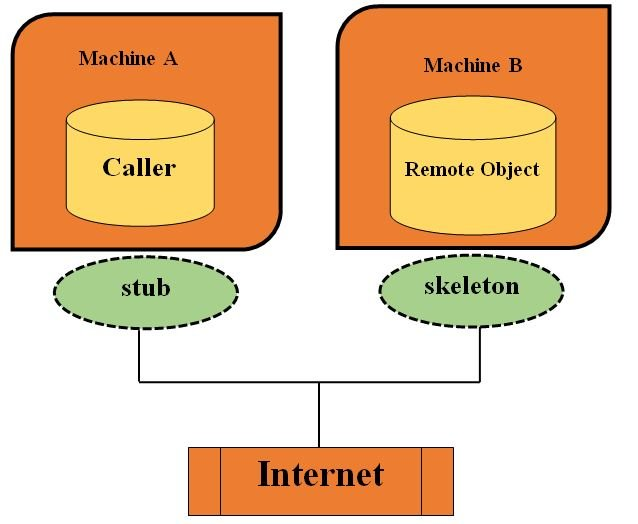 Machine A
Machine B
Caller
Remote Object
stub
skeleton
Internet